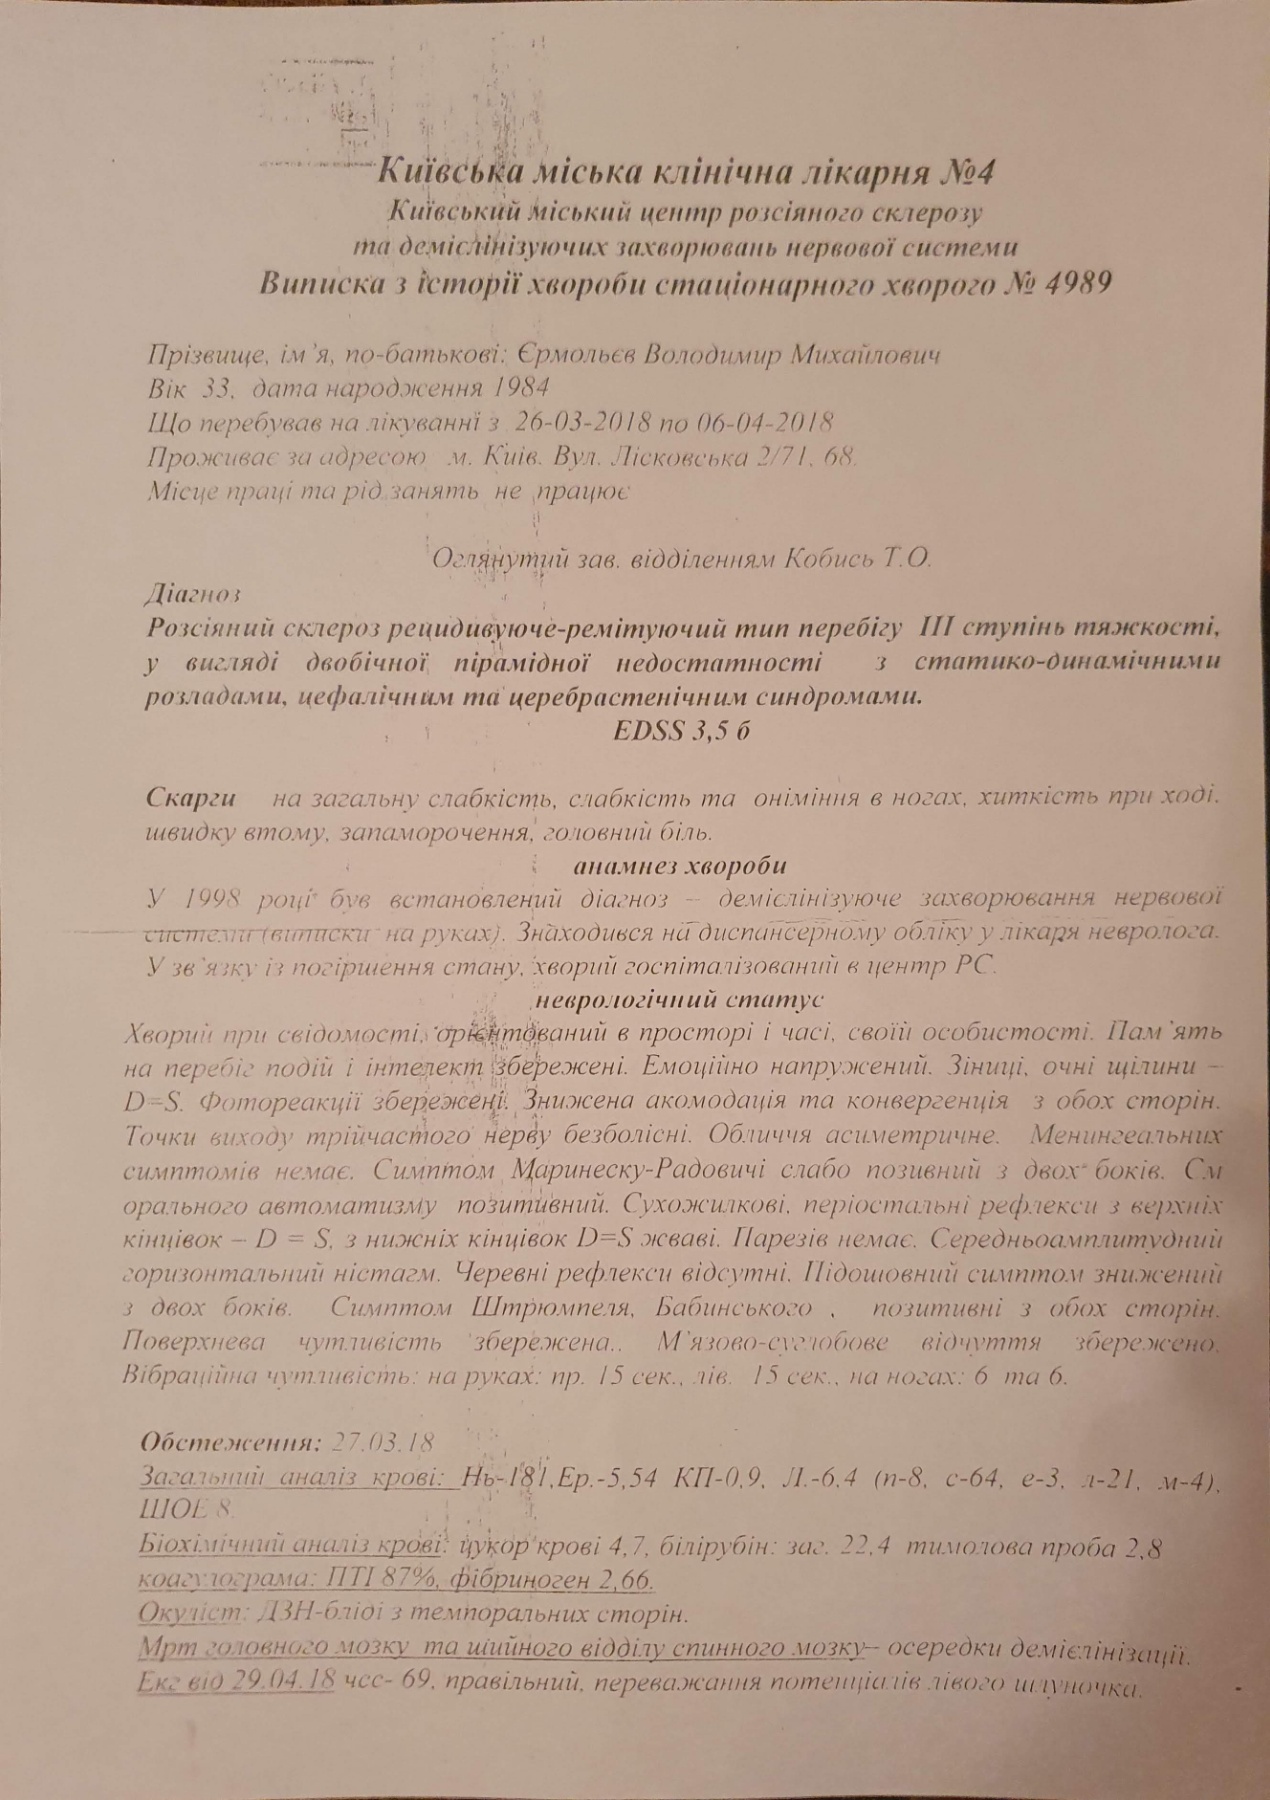 Київська міська клінічна лікарня №4
Київський міський центр розсіяного склерозу
та демієлінізуючих захворювань нервової системи
Виписка з історії хвороби стаціонарного хворого № 4989
Прізвище, ім'я, по-батькові: Єрмольєв Володимир Михайлович
Вік 33, дата народження 1984
Що перебував на лікуванні з 26-03-2018 по 06-04-2018
Проживає за адресою м. Київ. Вул. Лісковська 2/71, 68.
Місце праці та рід занять не працює
Оглянутий зав. відділенням Кобись Т.О.
Діагноз
Розсіяний склероз рецидивуюче-ремітуючий тип перебігу III ступінь тяжкості,
у вигляді двобічної пірамідної недостатності з статико-динамічними
розладами, цефалічним та церебрастенічним синдромами.
EDSS 3,5 б
Скарги на загальну слабкість, слабкість та оніміння в ногах, хиткість при ході,
швидку втому, запаморочення, головний біль.
анамнез хвороби
У 1998 році був встановлений діагноз – демієлінізуюче захворювання нервової
системи (виписки на руках). Знаходився на диспансерному обліку у лікаря невролога.
У зв'язку із погіршення стану, хворий госпіталізований в центр РС.
неврологічний статус
Хворий при свідомості, орієнтований в просторі і часі, своїй особистості. Пам'ять
на перебіг подій і інтелект збережені. Емоційно напружений. Зіниці, очні щілини –
D=S. Фотореакції збережені. Знижена акомодація та конвергенція з обох сторін.
Точки виходу трійчастого нерву безболісні. Обличчя асиметричне. Менингеальних
симптомів немає. Симптом Маринеску-Радовичі слабо позивний з двох боків. См
орального автоматизму позитивний. Сухожилкові, періостальні рефлекси з верхніх
кінцівок – D = S, з нижніх кінцівок D=S жваві. Парезів немає. Середньоамплитудний
горизонтальний ністагм. Черевні рефлекси відсутні. Підошовний симптом знижений
з двох боків. Симптом Штрюмпеля, Бабинського , позитивні з обох сторін.
Поверхнева чутливість збережена.. М'язово-суглобове відчуття збережено.
Вібраційна чутливість: на руках: пр. 15 сек., лів. 15 сек., на ногах: 6 та 6.
Обстеження: 27.03.18
Загальний аналіз крові: Нь-181,Ер.-5,54 КП-0,9, Л.-6,4 (п-8, с-64, е-3, л-21, м-4),
ШОЕ 8.
Біохімічний аналіз крові: цукор крові 4,7, білірубін: заг. 22,4 тимолова проба 2,8
коагулограма: ПТІ 87%, фібриноген 2,66.
Окуліст: ДЗН-бліді з темпоральних сторін.
Мрт головного мозку та шийного відділу спинного мозку– осередки демієлінізації.
Екг від 29.04.18 чсс- 69, правільний, переважання потенціалів лівого шлуночка.